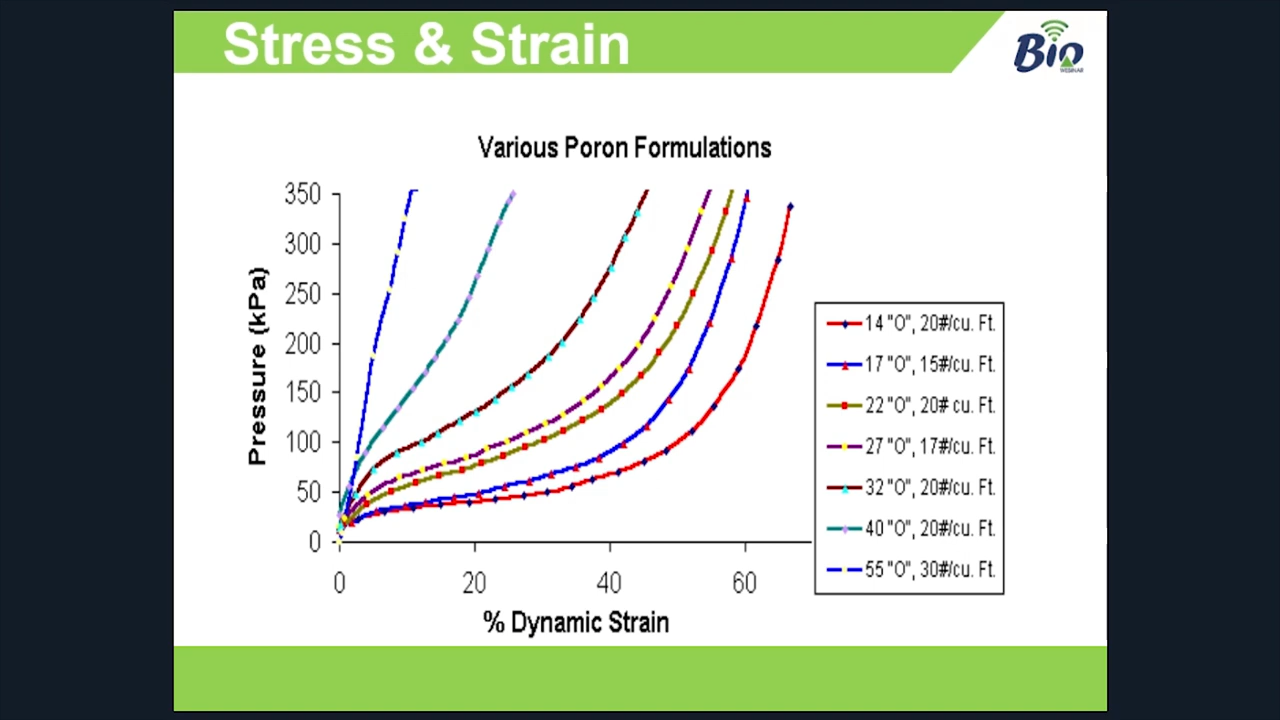 Stress & Strain
Bio
WEBINAR
Various Poron Formulations
350
300
250
200
150
100
50
0
Pressure (kPa)
0 20 40 60
% Dynamic Strain
14 "O", 20#/cu. Ft.
17 "O", 15#/cu. Ft.
22 "O", 20# cu. Ft.
27 "O", 17#/cu. Ft.
32 "O", 20#/cu. Ft.
40 "O", 20#/cu. Ft.
55 "O", 30#/cu. Ft.